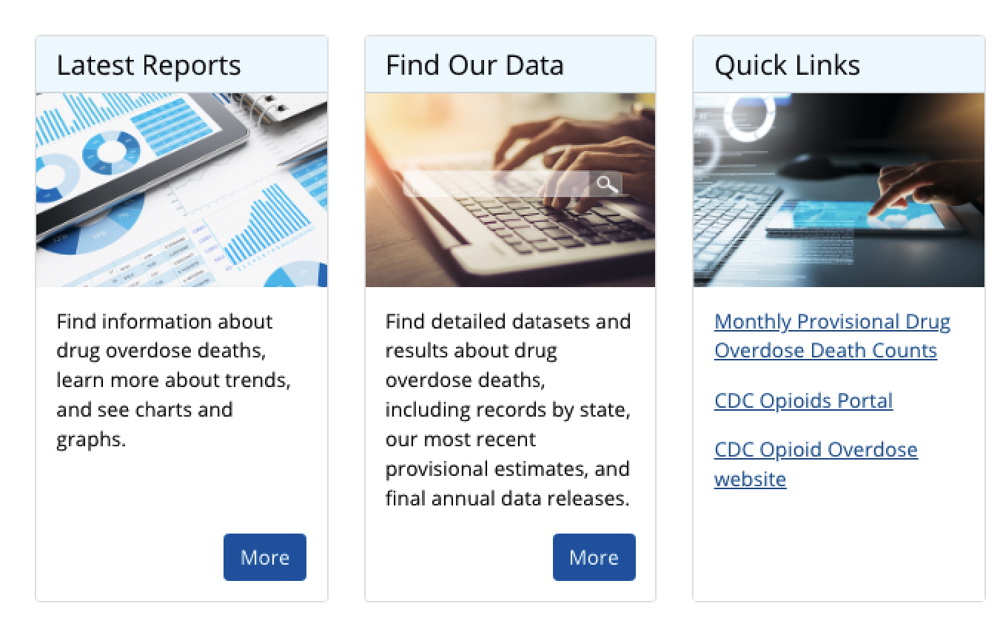 Latest Reports
Find information about
drug overdose deaths,
learn more about trends,
and see charts and
graphs.
More
Find Our Data
Find detailed datasets and
results about drug
overdose deaths,
including records by state,
our most recent
provisional estimates, and
final annual data releases.
More
Quick Links
Monthly Provisional Drug
Overdose Death Counts
CDC Opioids Portal
CDC Opioid Overdose
website